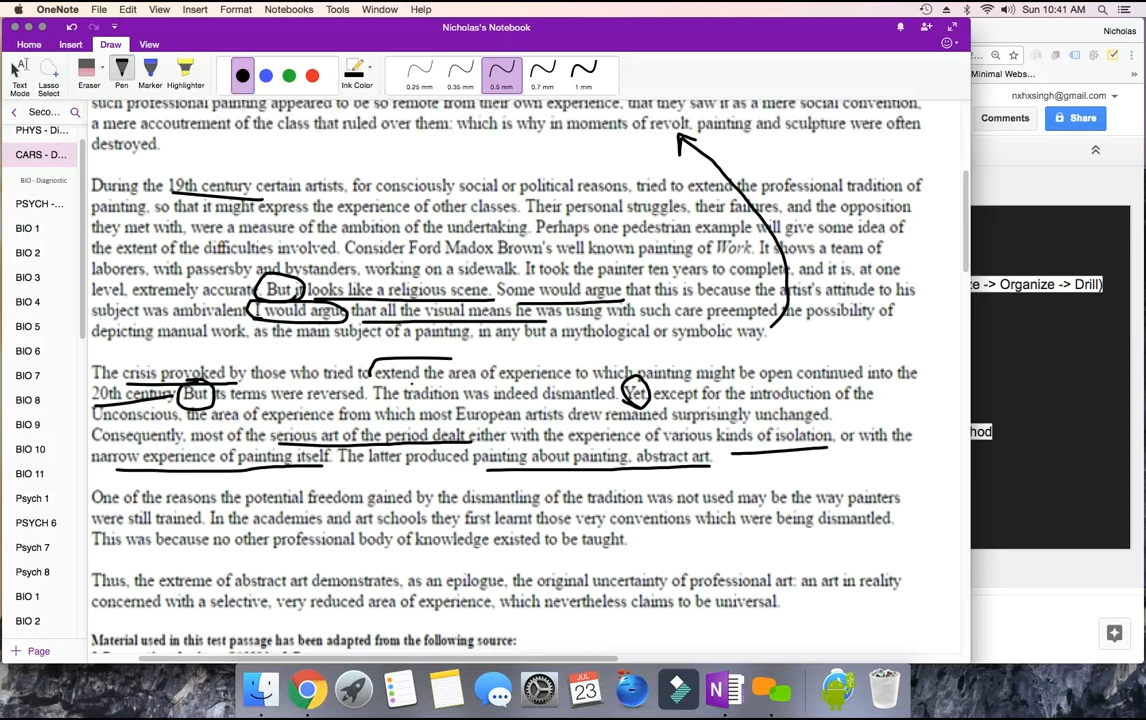 OneNote File Edit View Insert Format Notebooks Tools Window Help Sun 10:41 AM
Nicholas's Notebook
Nicholas
Home Insert Draw View
Text Mode
Lasso Select
Eraser
Pen
Marker
Highlighter
Ink Color
0.25 mm 0.35 mm 0.5 mm 0.7 mm 1 mm
Minimal Webs...
nxhxsingh@gmail.com
Comments Share
Seco...
PHYS - Di...
CARS - D...
BIO - Diagnostic
PSYCH -...
BIO 1
BIO 2
BIO 3
BIO 4
BIO 5
BIO 6
BIO 7
BIO 8
BIO 9
BIO 10
BIO 11
Psych 1
PSYCH 6
Psych 7
Psych 8
BIO 1
BIO 2
Page
such professional painting appeared to be so remote from their own experience, that they saw it as a mere social convention,
a mere accoutrement of the class that ruled over them: which is why in moments of revolt, painting and sculpture were often
destroyed.
During the 19th century certain artists, for consciously social or political reasons, tried to extend the professional tradition of
painting, so that it might express the experience of other classes. Their personal struggles, their failures, and the opposition
they met with, were a measure of the ambition of the undertaking. Perhaps one pedestrian example will give some idea of
the extent of the difficulties involved. Consider Ford Madox Brown's well known painting of Work. It shows a team of
laborers, with passersby and bystanders, working on a sidewalk. It took the painter ten years to complete, and it is, at one
level, extremely accurate. But it looks like a religious scene. Some would argue that this is because the artist's attitude to his
subject was ambivalent. I would argue that all the visual means he was using with such care preempted the possibility of
depicting manual work, as the main subject of a painting, in any but a mythological or symbolic way.
The crisis provoked by those who tried to extend the area of experience to which painting might be open continued into the
20th century. But its terms were reversed. The tradition was indeed dismantled. Yet, except for the introduction of the
Unconscious, the area of experience from which most European artists drew remained surprisingly unchanged.
Consequently, most of the serious art of the period dealt either with the experience of various kinds of isolation, or with the
narrow experience of painting itself. The latter produced painting about painting, abstract art.
One of the reasons the potential freedom gained by the dismantling of the tradition was not used may be the way painters
were still trained. In the academies and art schools they first learnt those very conventions which were being dismantled.
This was because no other professional body of knowledge existed to be taught.
Thus, the extreme of abstract art demonstrates, as an epilogue, the original uncertainty of professional art: an art in reality
concerned with a selective, very reduced area of experience, which nevertheless claims to be universal.
Material used in this test passage has been adapted from the following source:
te -> Organize -> Drill)
hod
JUL
23